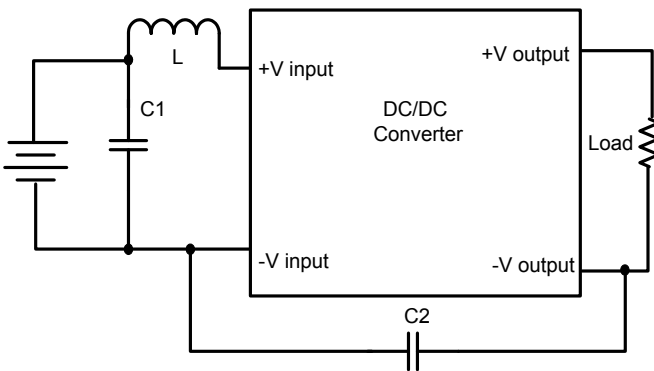 L
+V input
+V output
C1
DC/DC
Converter
Load
-V input
-V output
C2